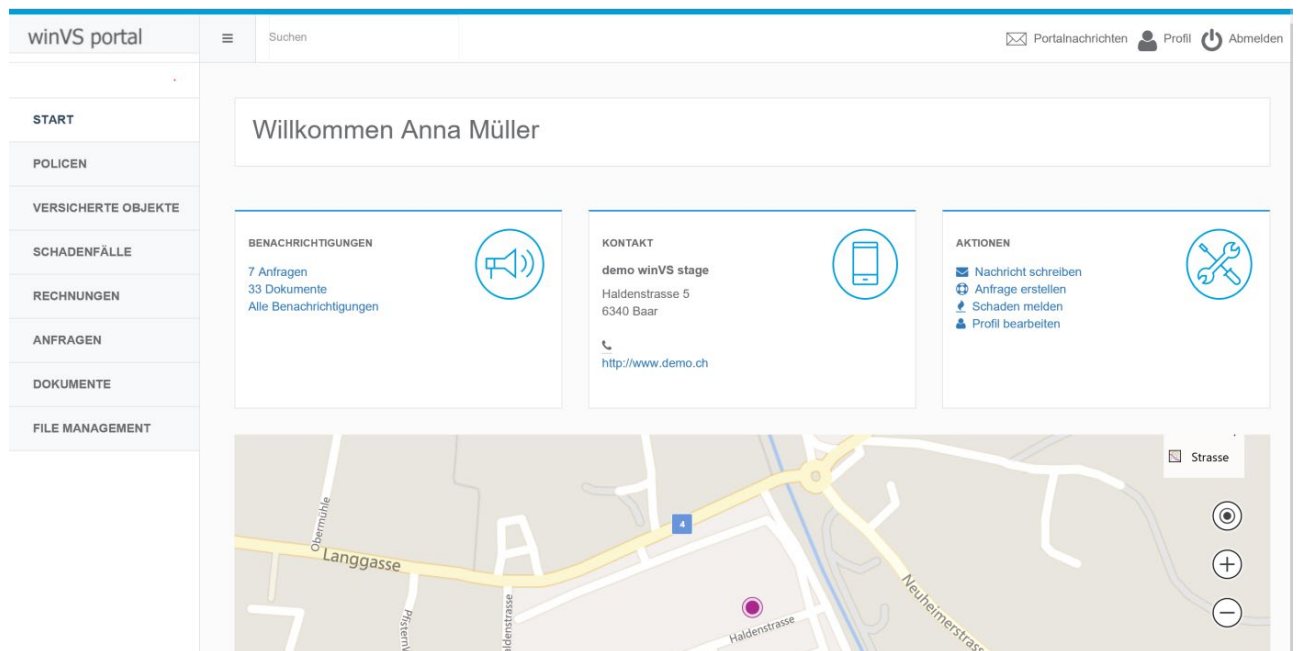 winVS portal
Suchen
Portalnachrichten
Profil
Abmelden
START
POLICEN
VERSICHERTE OBJEKTE
SCHADENFÄLLE
RECHNUNGEN
ANFRAGEN
DOKUMENTE
FILE MANAGEMENT
Willkommen Anna Müller
BENACHRICHTIGUNGEN
7 Anfragen
33 Dokumente
Alle Benachrichtigungen
KONTAKT
demo winVS stage
Haldenstrasse 5
6340 Baar
http://www.demo.ch
AKTIONEN
Nachricht schreiben
Anfrage erstellen
Schaden melden
Profil bearbeiten
Strasse
Obermühle
4
Langgasse
Haldenstrasse